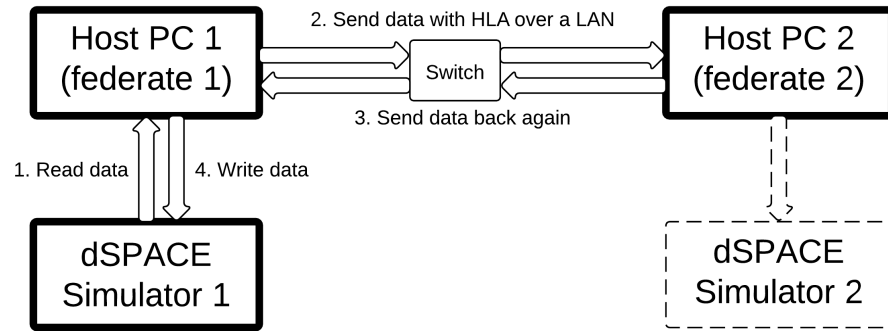 2. Send data with HLA over a LAN
Host PC 1
(federate 1)
Switch
Host PC 2
(federate 2)
3. Send data back again
1. Read data
4. Write data
dSPACE
Simulator 1
dSPACE
Simulator 2